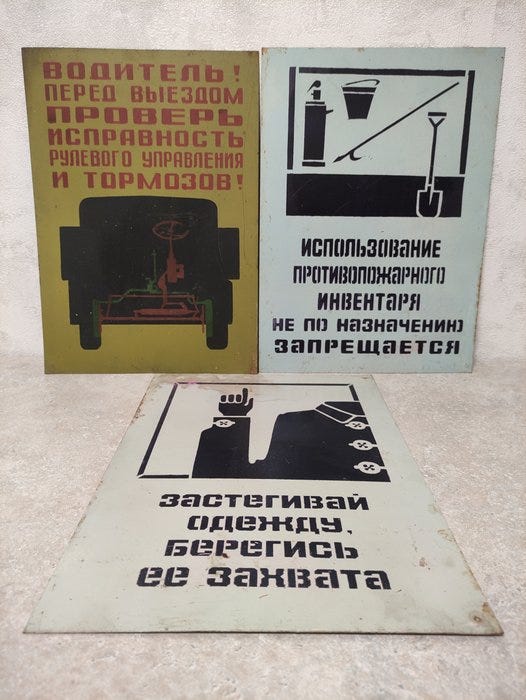 ВОДИТЕЛЬ!
ПЕРЕД ВЫЕЗДОМ
ПРОВЕРЬ
ИСПРАВНОСТЬ
РУЛЕВОГО УПРАВЛЕНИЯ
И ТОРМОЗОВ!
ИСПОЛЬЗОВАНИЕ
ПРОТИВОПОЖАРНОГО
ИНВЕНТАРЯ
НЕ ПО НАЗНАЧЕНИЮ
ЗАПРЕЩАЕТСЯ
ЗАСТЕГИВАЙ
ОДЕЖДУ,
БЕРЕГИСЬ
ЕЕ ЗАХВАТА